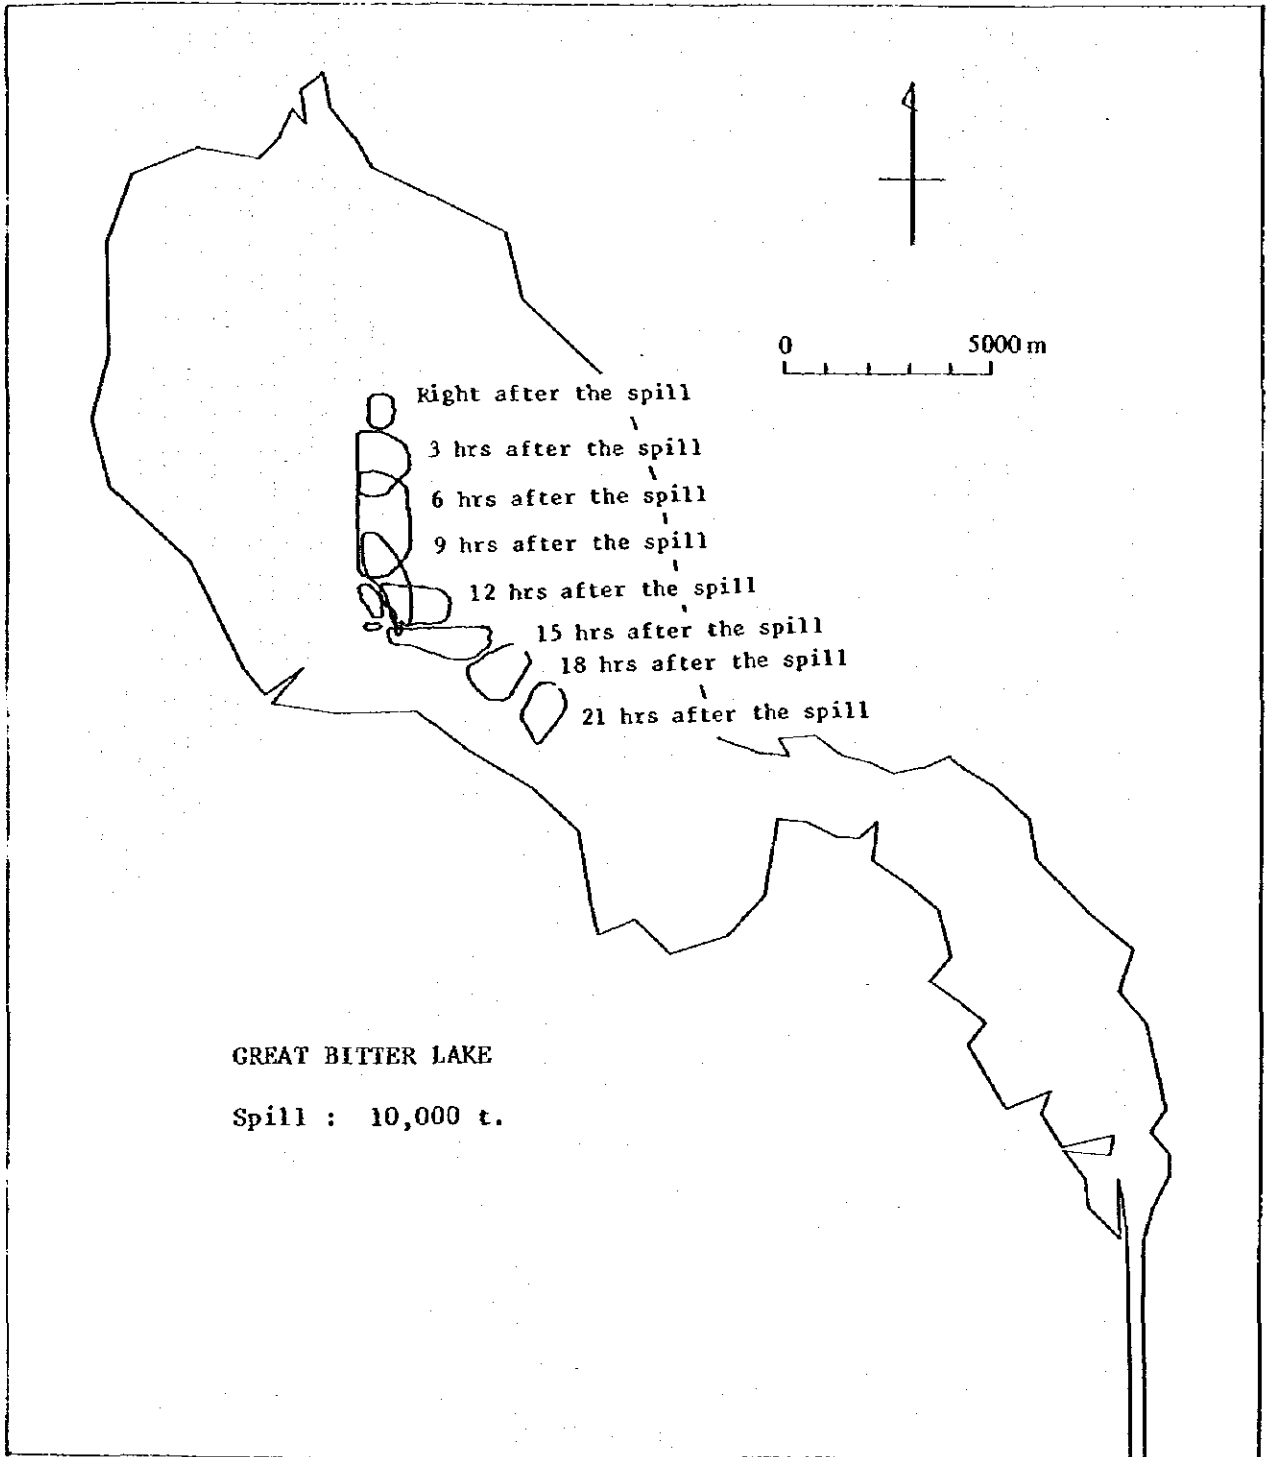 0 5000 m
Right after the spill
3 hrs after the spill
6 hrs after the spill
9 hrs after the spill
12 hrs after the spill
15 hrs after the spill
18 hrs after the spill
21 hrs after the spill
GREAT BITTER LAKE
Spill : 10,000 t.